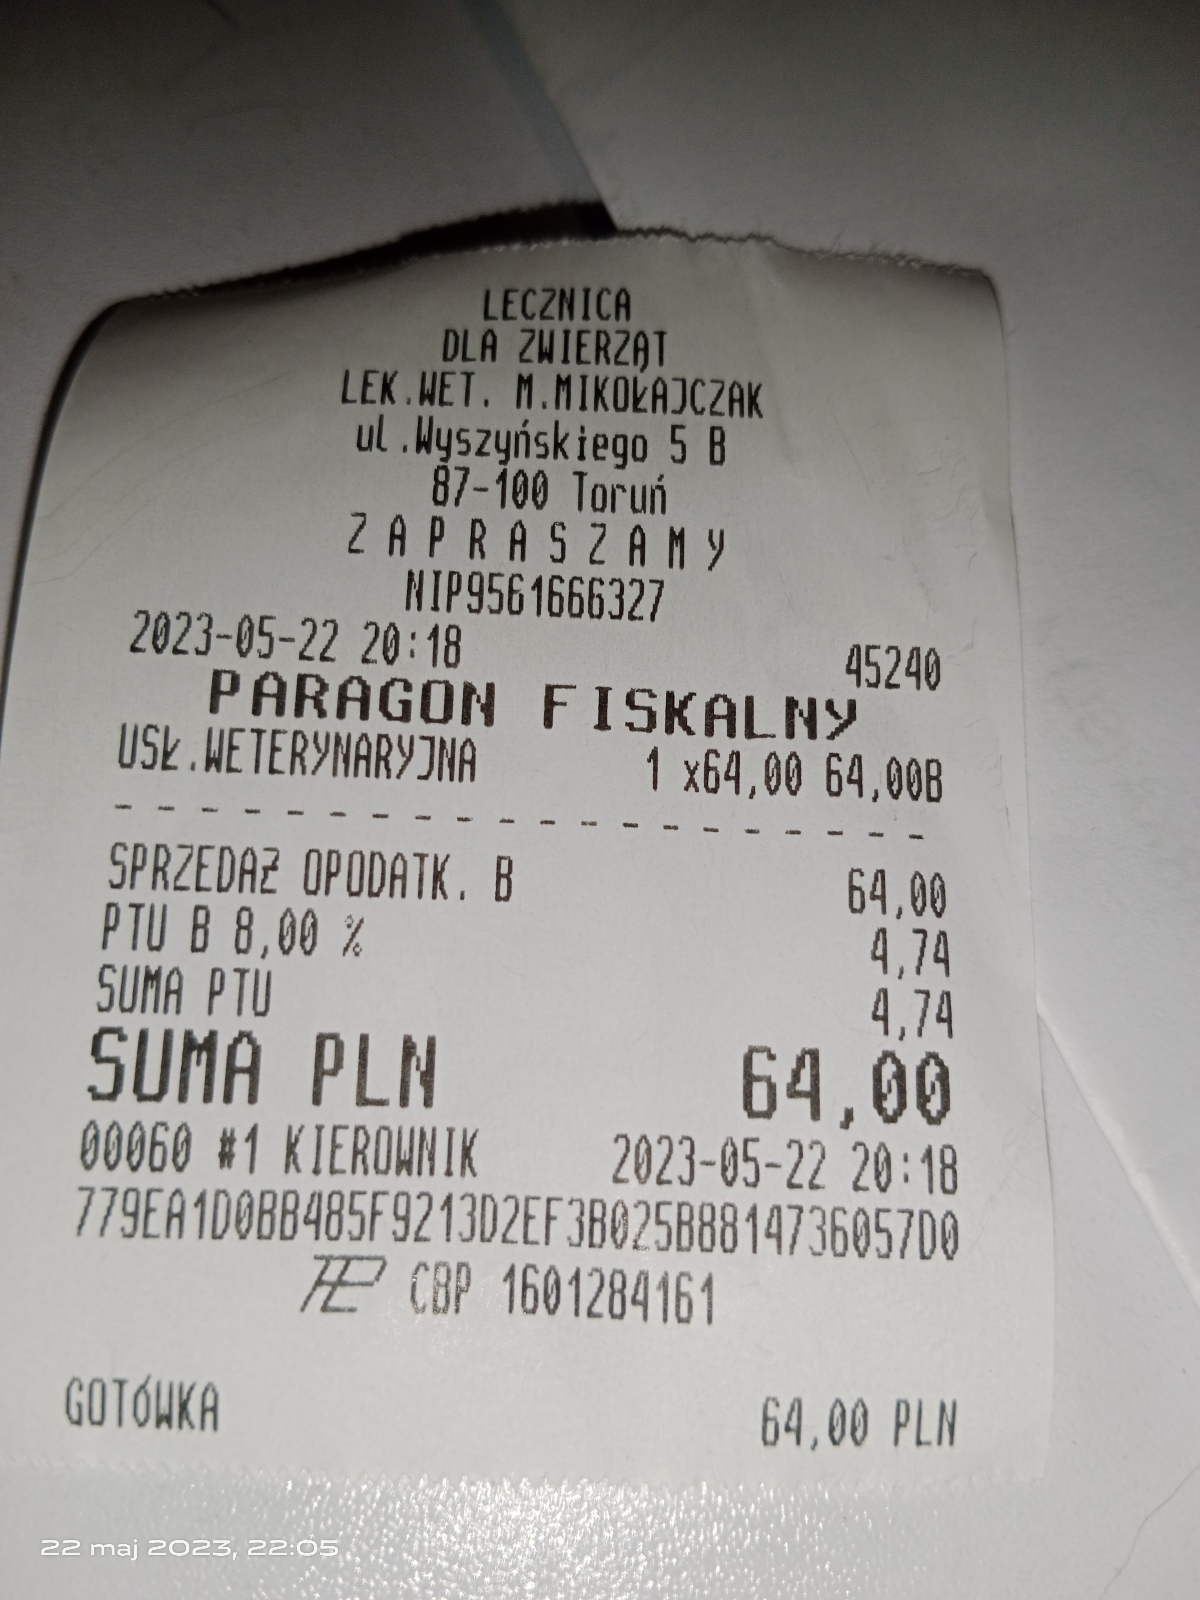 LECZNICA
DLA ZWIERZĄT
LEK.WET. M.MIKOŁAJCZAK
ul.Wyszyńskiego 5 B
87-100 Toruń
Z A P R A S Z A M Y
NIP9561666327
2023-05-22 20:18 45240
PARAGON FISKALNY
USŁ.WETERYNARYJNA 1 x64,00 64,00B
- - - - - - - - - - - - - - - - - - - -
SPRZEDAŻ OPODATK. B 64,00
PTU B 8,00 % 4,74
SUMA PTU 4,74
SUMA PLN 64,00
00060 #1 KIEROWNIK 2023-05-22 20:18
779EA1D0BB485F9213D2EF3B025B8814736057D0
CBP 1601284161
GOTÓWKA 64,00 PLN
22 maj 2023, 22:05